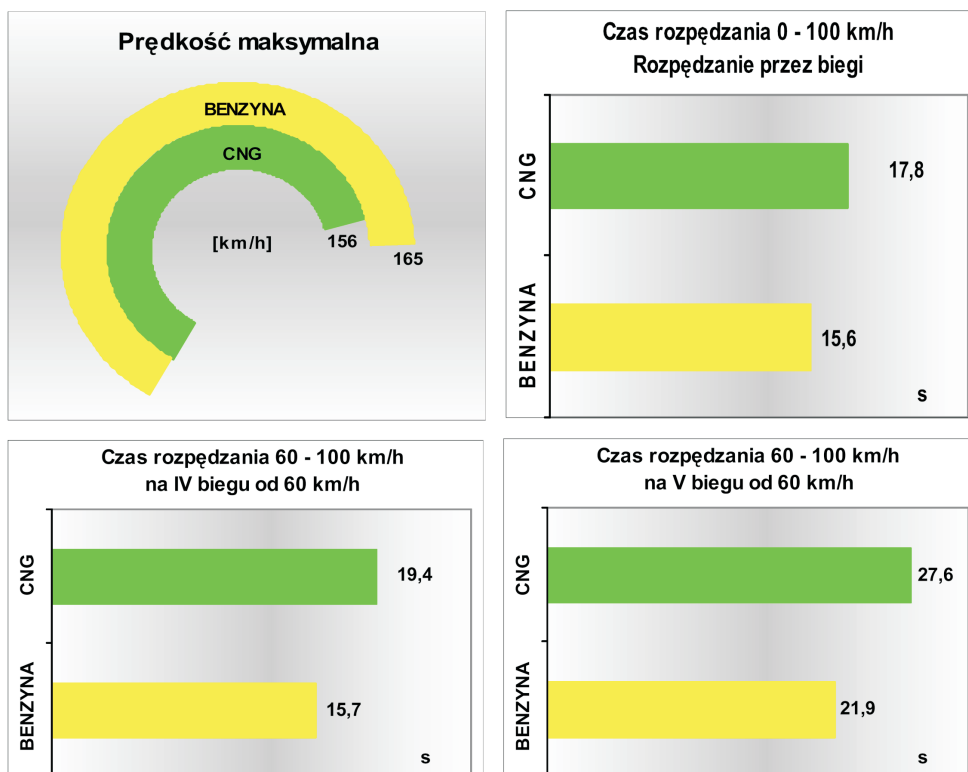 Prędkość maksymalna
BENZYNA
CNG
[km/h]
156
165
Czas rozpędzania 0 - 100 km/h
Rozpędzanie przez biegi
CNG
17,8
BENZYNA
15,6
s
Czas rozpędzania 60 - 100 km/h
na IV biegu od 60 km/h
CNG
19,4
BENZYNA
15,7
s
Czas rozpędzania 60 - 100 km/h
na V biegu od 60 km/h
CNG
27,6
BENZYNA
21,9
s